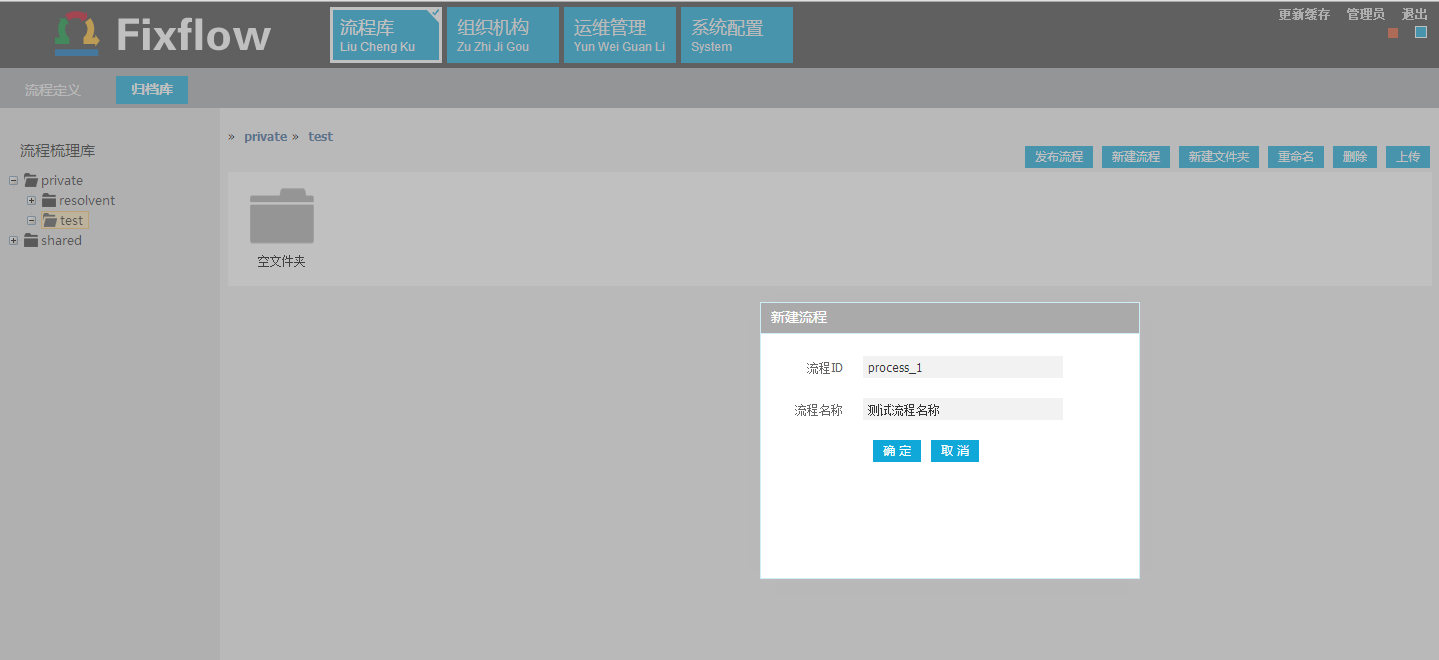 Fixflow
流程库
Liu Cheng Ku
组织机构
Zu Zhi Ji Gou
运维管理
Yun Wei Guan Li
系统配置
System
更新缓存 管理员 退出
流程定义 归档库
流程梳理库
private
resolvent
test
shared
» private » test
发布流程 新建流程 新建文件夹 重命名 删除 上传
空文件夹
新建流程
流程ID process_1
流程名称 测试流程名称
确 定 取 消